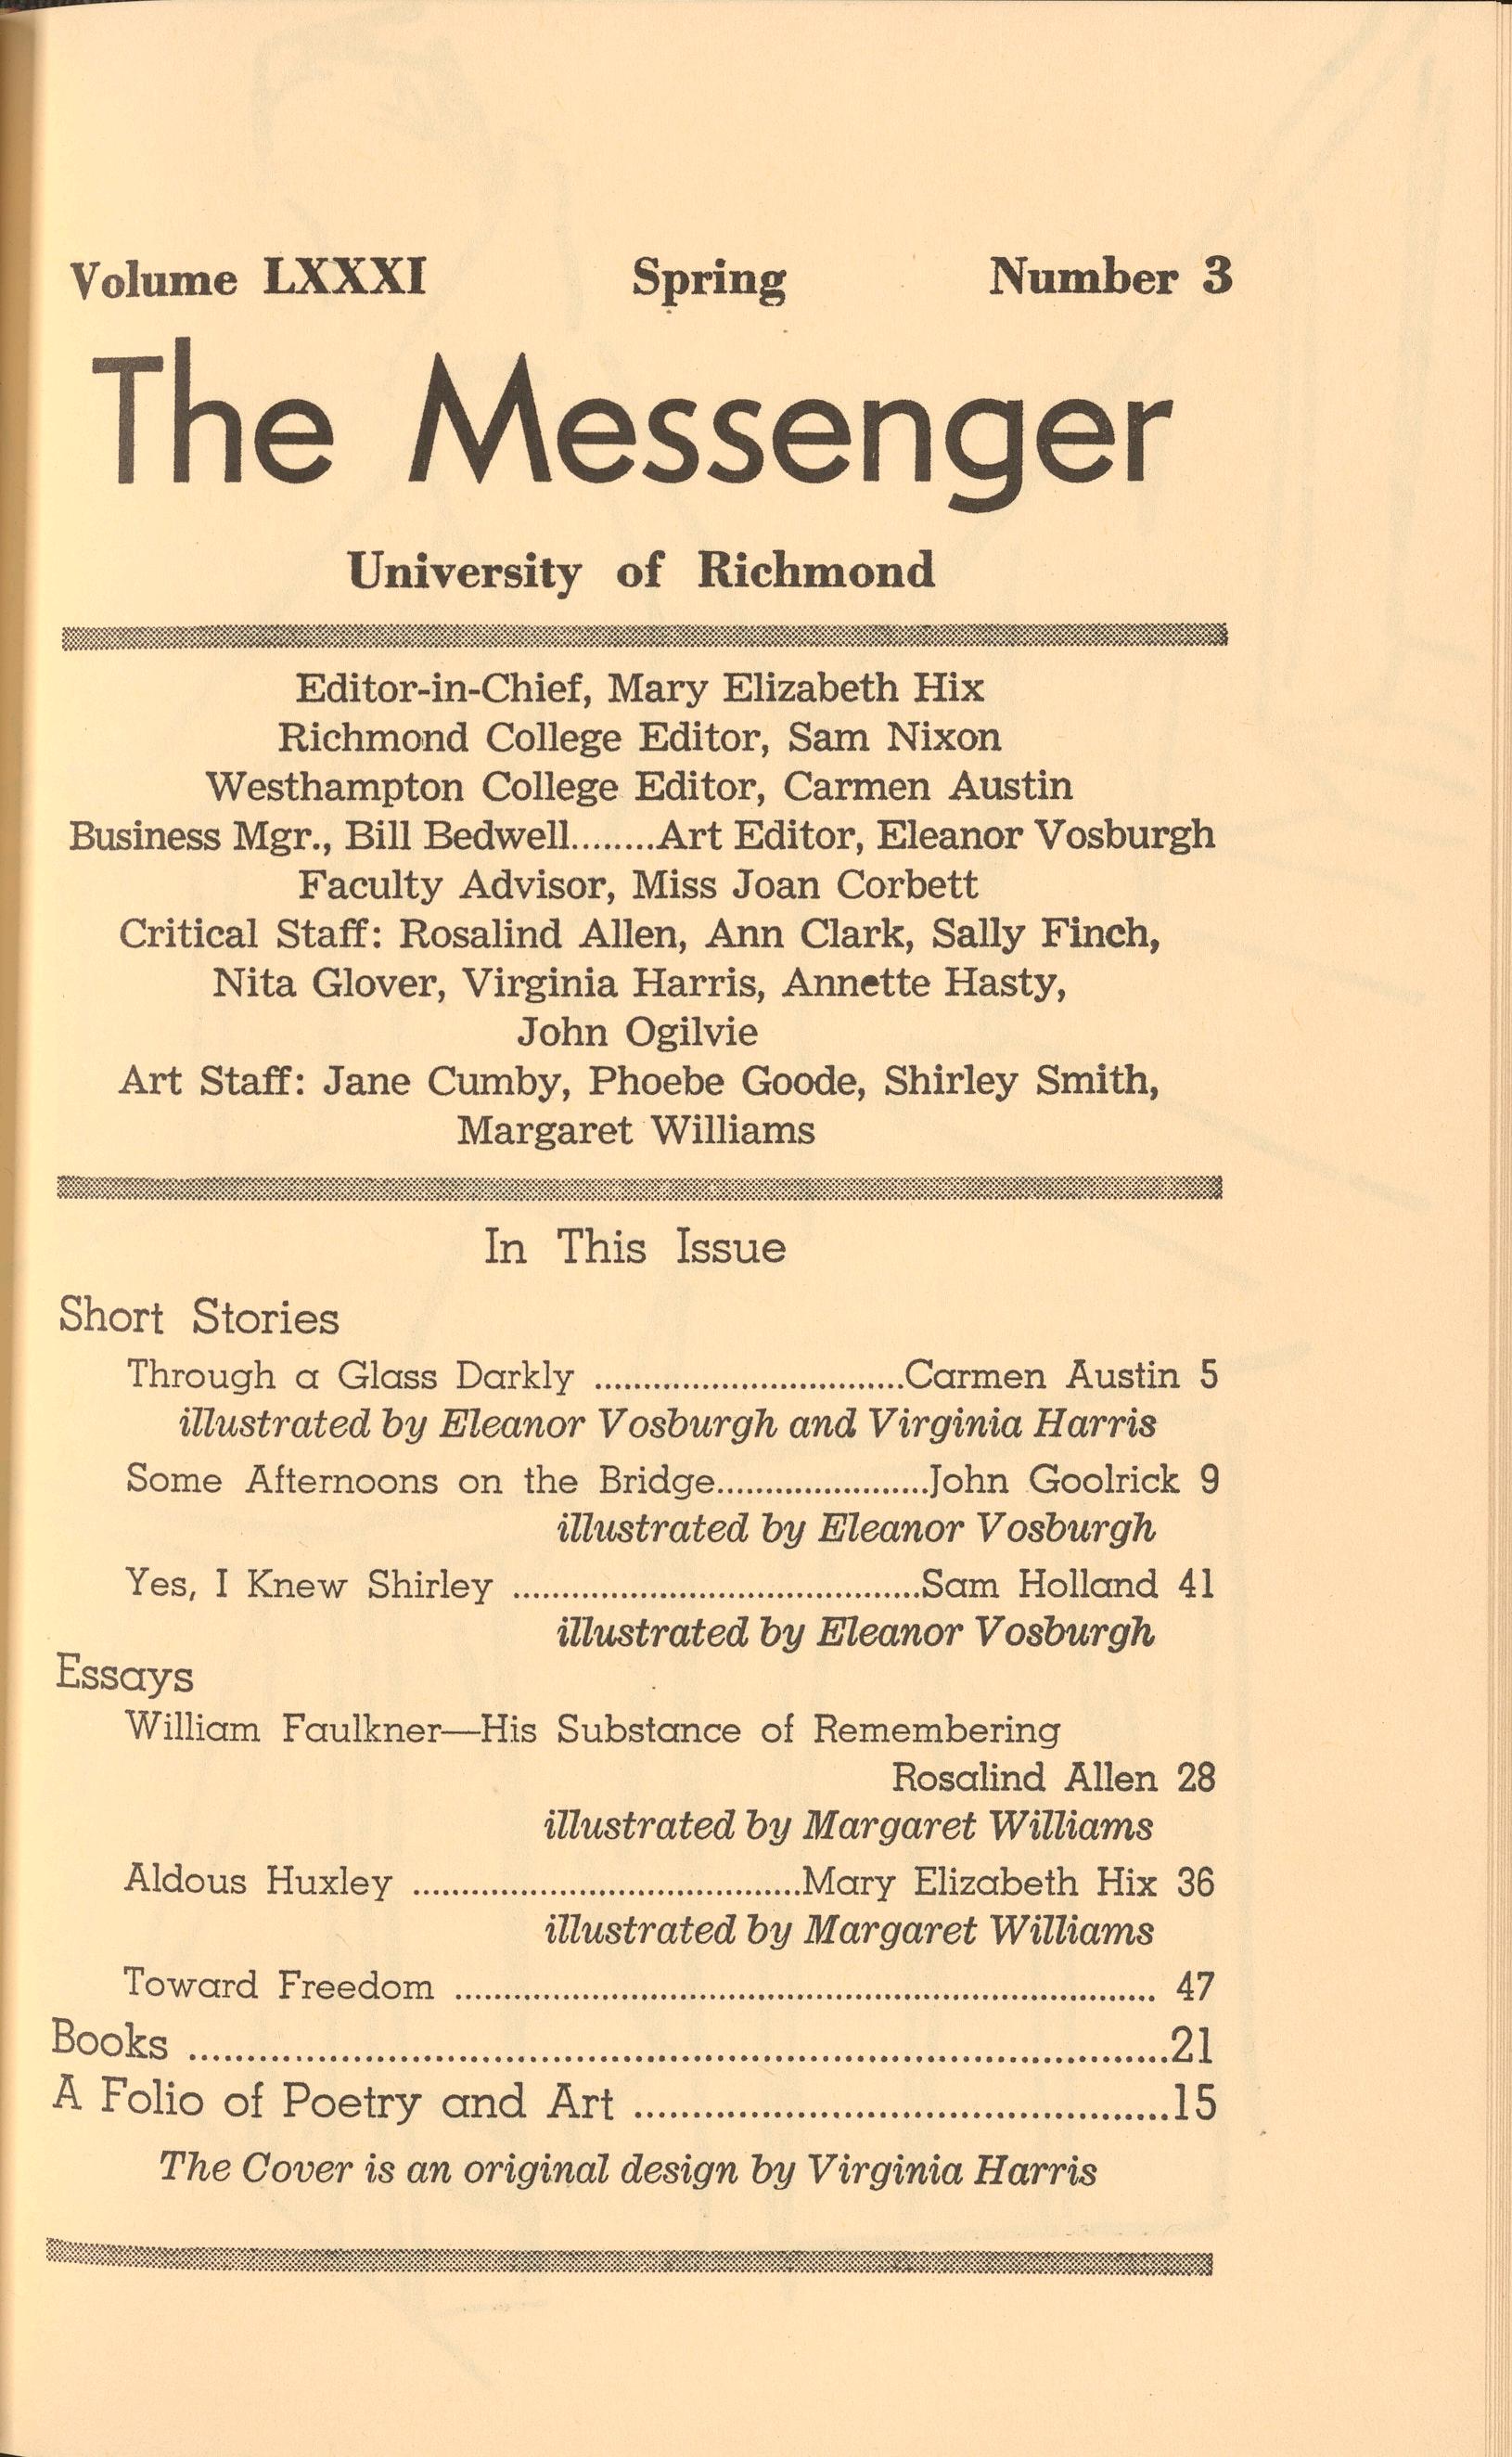 Volume LXXXI Spring Number 3
The Messenger
University of Richmond
Editor-in-Chief, Mary Elizabeth Hix
Richmond College Editor, Sam Nixon
Westhampton College Editor, Carmen Austin
Business Mgr., Bill Bedwell........Art Editor, Eleanor Vosburgh
Faculty Advisor, Miss Joan Corbett
Critical Staff: Rosalind Allen, Ann Clark, Sally Finch,
Nita Glover, Virginia Harris, Annette Hasty,
John Ogilvie
Art Staff: Jane Cumby, Phoebe Goode, Shirley Smith,
Margaret Williams
In This Issue
Short Stories
Through a Glass Darkly ................................Carmen Austin 5
illustrated by Eleanor Vosburgh and Virginia Harris
Some Afternoons on the Bridge......................John Goolrick 9
illustrated by Eleanor Vosburgh
Yes, I Knew Shirley ..........................................Sam Holland 41
illustrated by Eleanor Vosburgh
Essays
William Faulkner—His Substance of Remembering
Rosalind Allen 28
illustrated by Margaret Williams
Aldous Huxley ........................................Mary Elizabeth Hix 36
illustrated by Margaret Williams
Toward Freedom ........................................................................ 47
Books .....................................................................................21
A Folio of Poetry and Art ..............................................15
The Cover is an original design by Virginia Harris